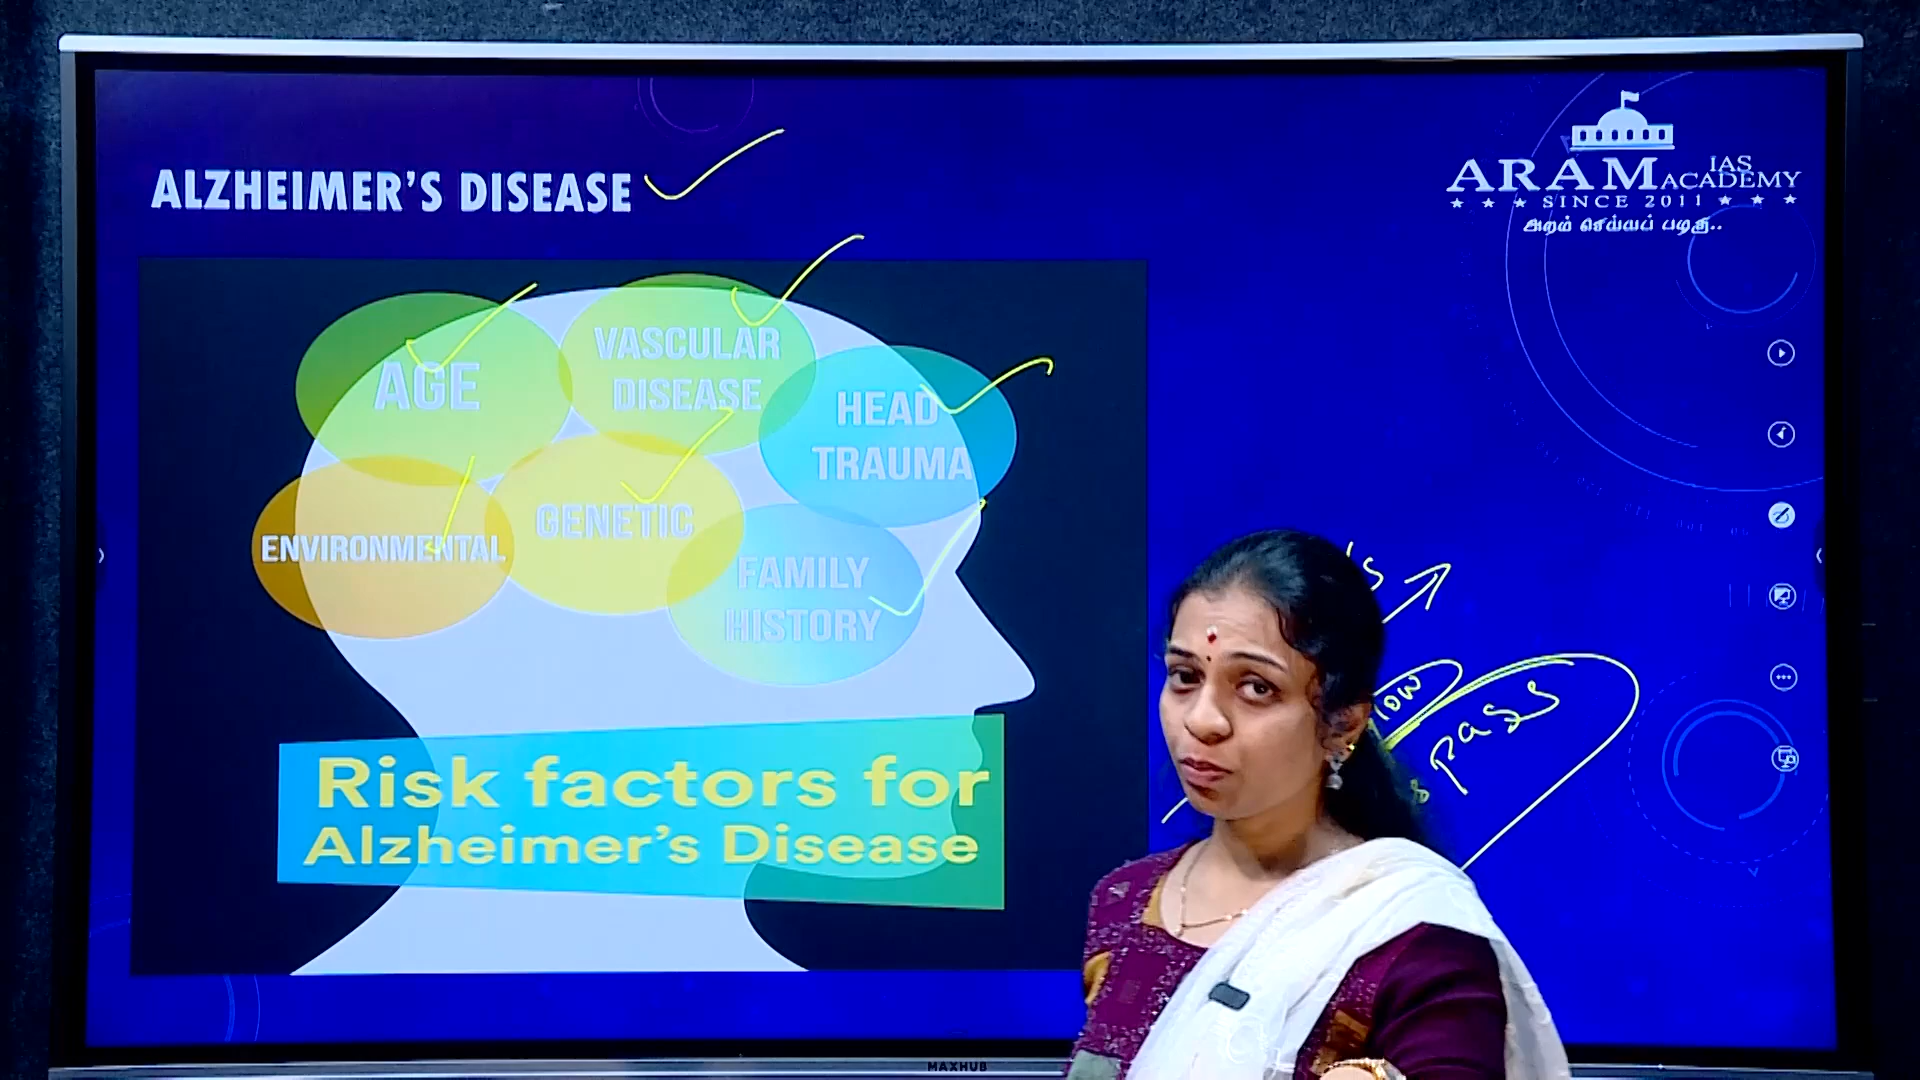 ALZHEIMER'S DISEASE
ARAM IAS ACADEMY
SINCE 2011
அறம் செய்யப் பழகு..
AGE
VASCULAR
DISEASE
HEAD
TRAUMA
ENVIRONMENTAL
GENETIC
FAMILY
HISTORY
Risk factors for
Alzheimer's Disease
pass
MAXHUB